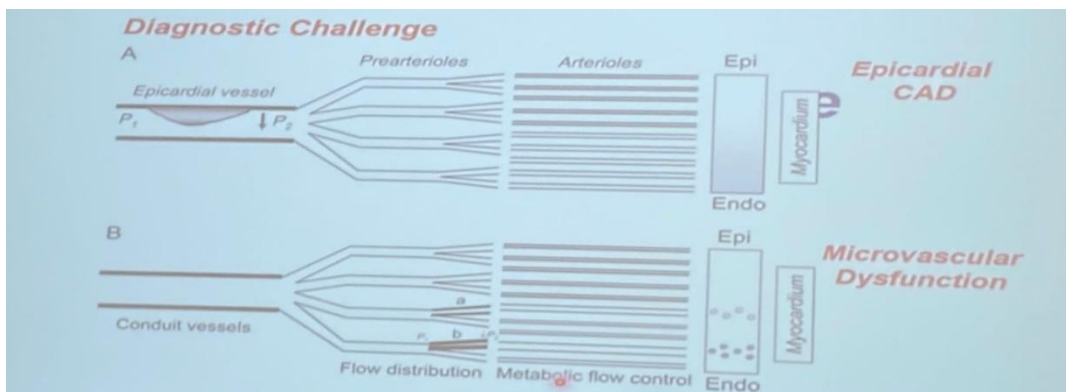 Diagnostic Challenge
A
Prearterioles
Arterioles
Epi
Epicardial
CAD
Epicardial vessel
P₁
↓ P₂
Myocardium
e
Endo
B
Epi
Microvascular
Dysfunction
a
Myocardium
Conduit vessels
b
Flow distribution
Metabolic flow control
Endo